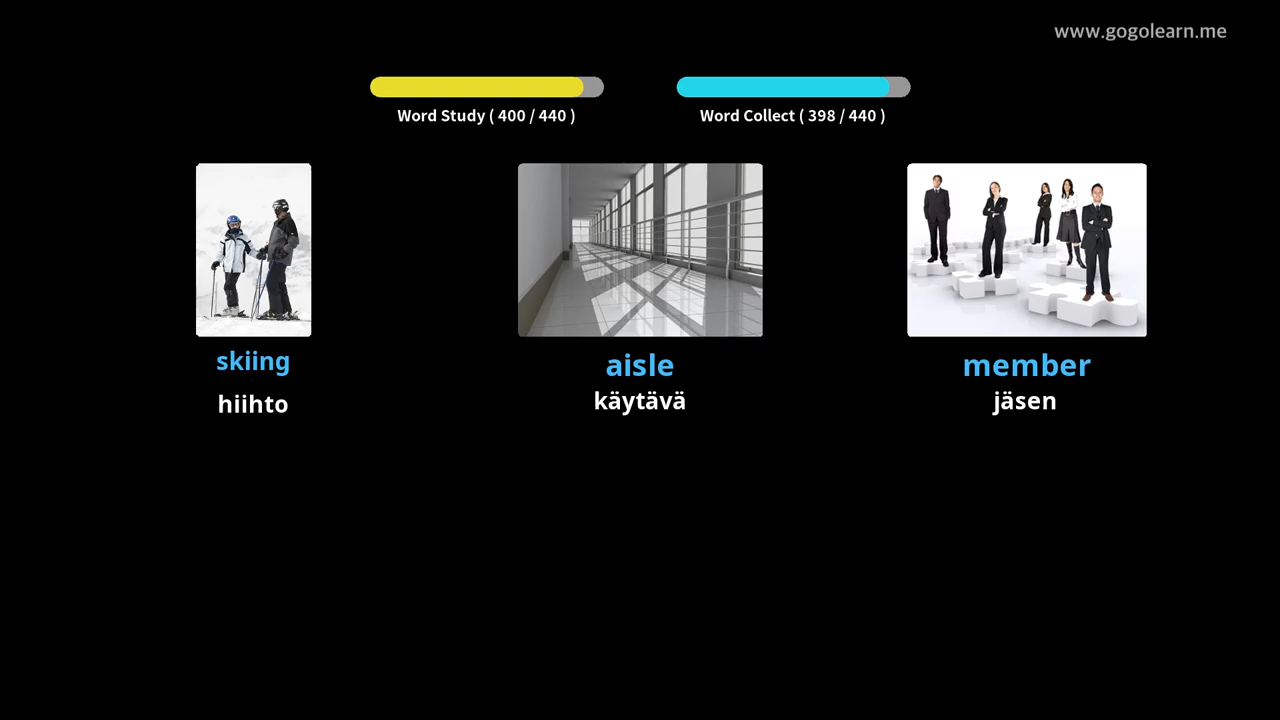 www.gogolearn.me
Word Study ( 400 / 440 )
Word Collect ( 398 / 440 )
skiing
hiihto
aisle
käytävä
member
jäsen